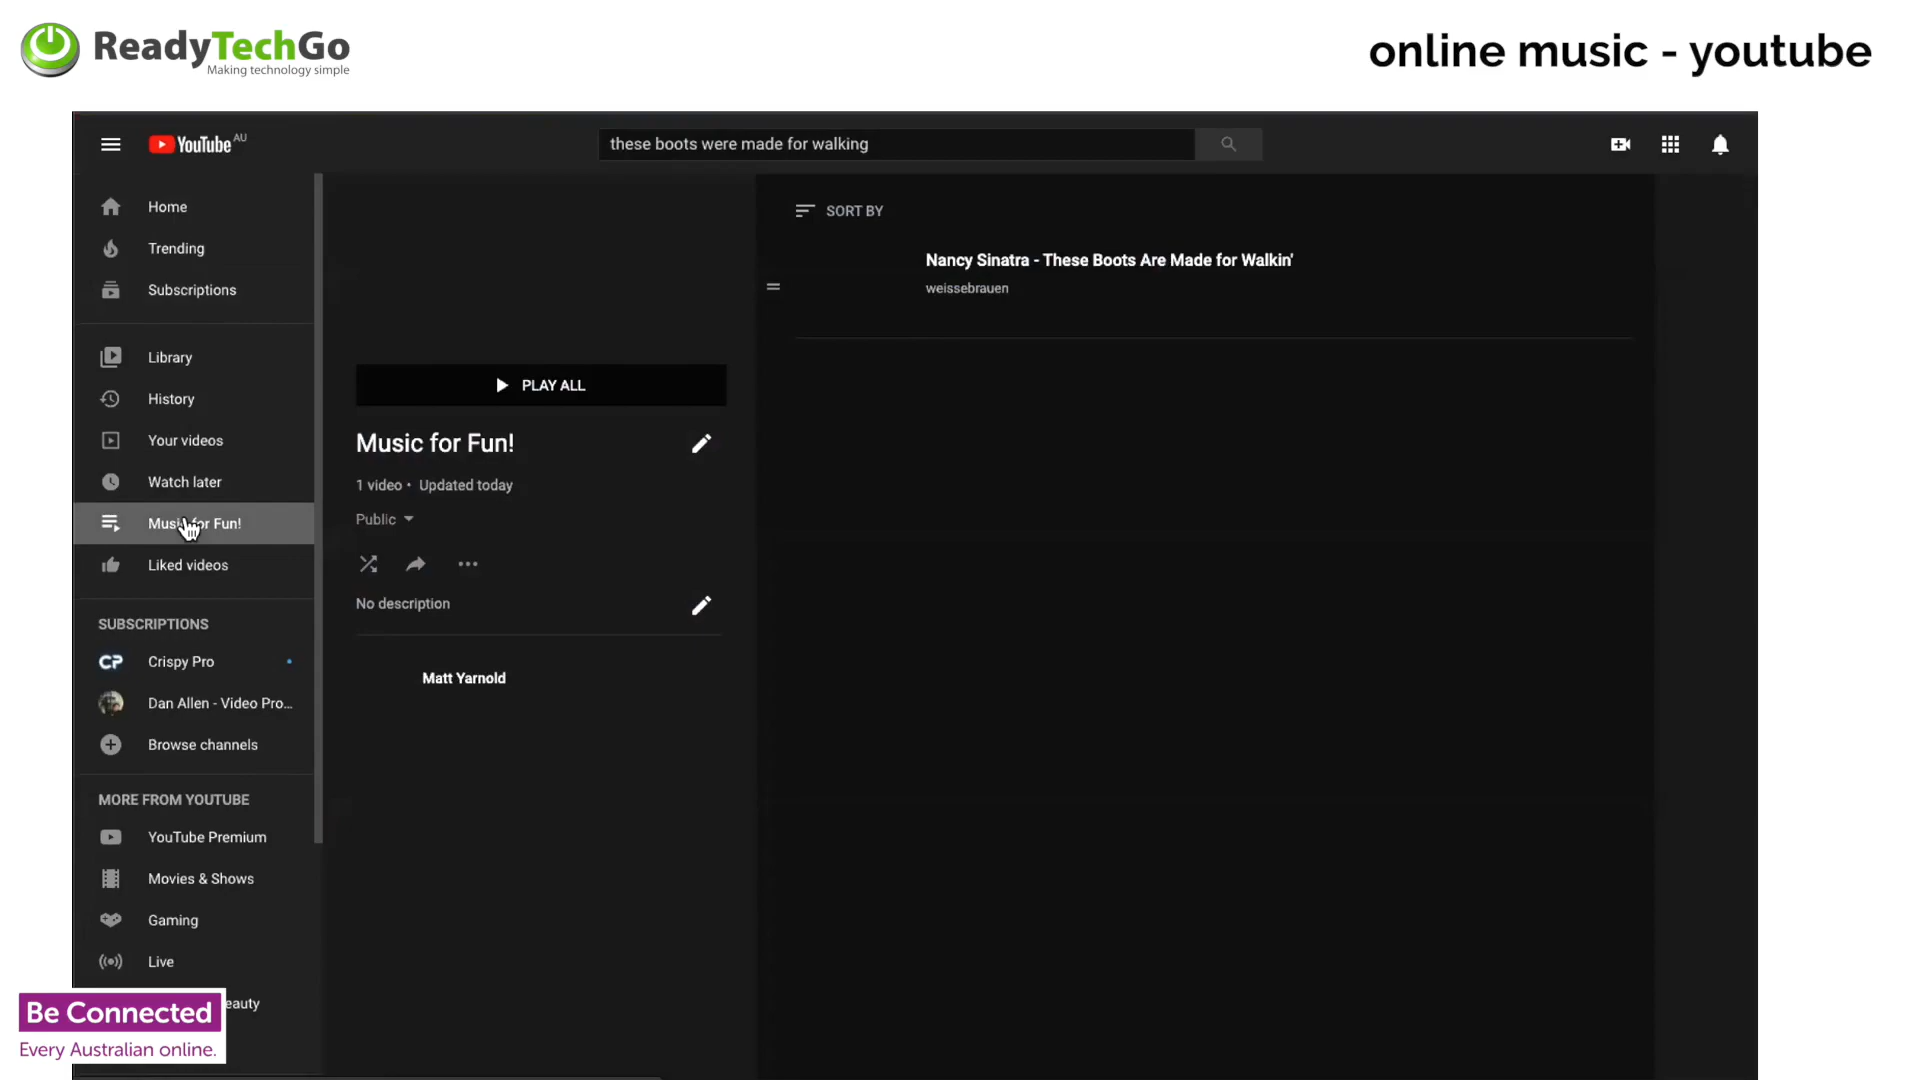 ReadyTechGo
Making technology simple
online music - youtube
YouTube AU
these boots were made for walking
Home
Trending
Subscriptions
Library
History
Your videos
Watch later
Music for Fun!
Liked videos
SUBSCRIPTIONS
Crispy Pro
Dan Allen - Video Pro...
Browse channels
MORE FROM YOUTUBE
YouTube Premium
Movies & Shows
Gaming
Live
eauty
PLAY ALL
Music for Fun!
1 video • Updated today
Public
No description
Matt Yarnold
SORT BY
Nancy Sinatra - These Boots Are Made for Walkin'
weissebrauen
CP
Be Connected
Every Australian online.